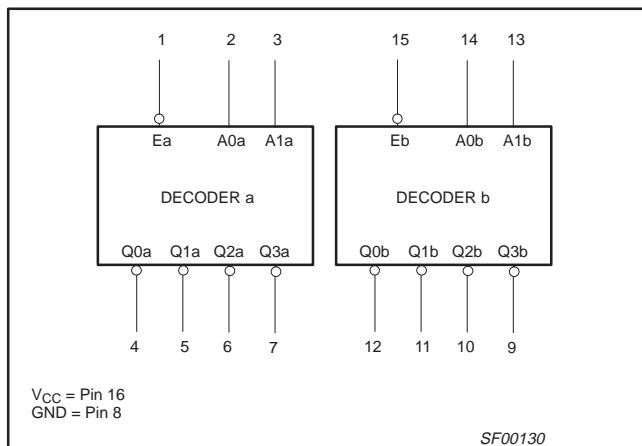 1 2 3 15 14 13
Ea A0a A1a Eb A0b A1b
DECODER a DECODER b
Q0a Q1a Q2a Q3a Q0b Q1b Q2b Q3b
4 5 6 7 12 11 10 9
VCC = Pin 16
GND = Pin 8
SF00130